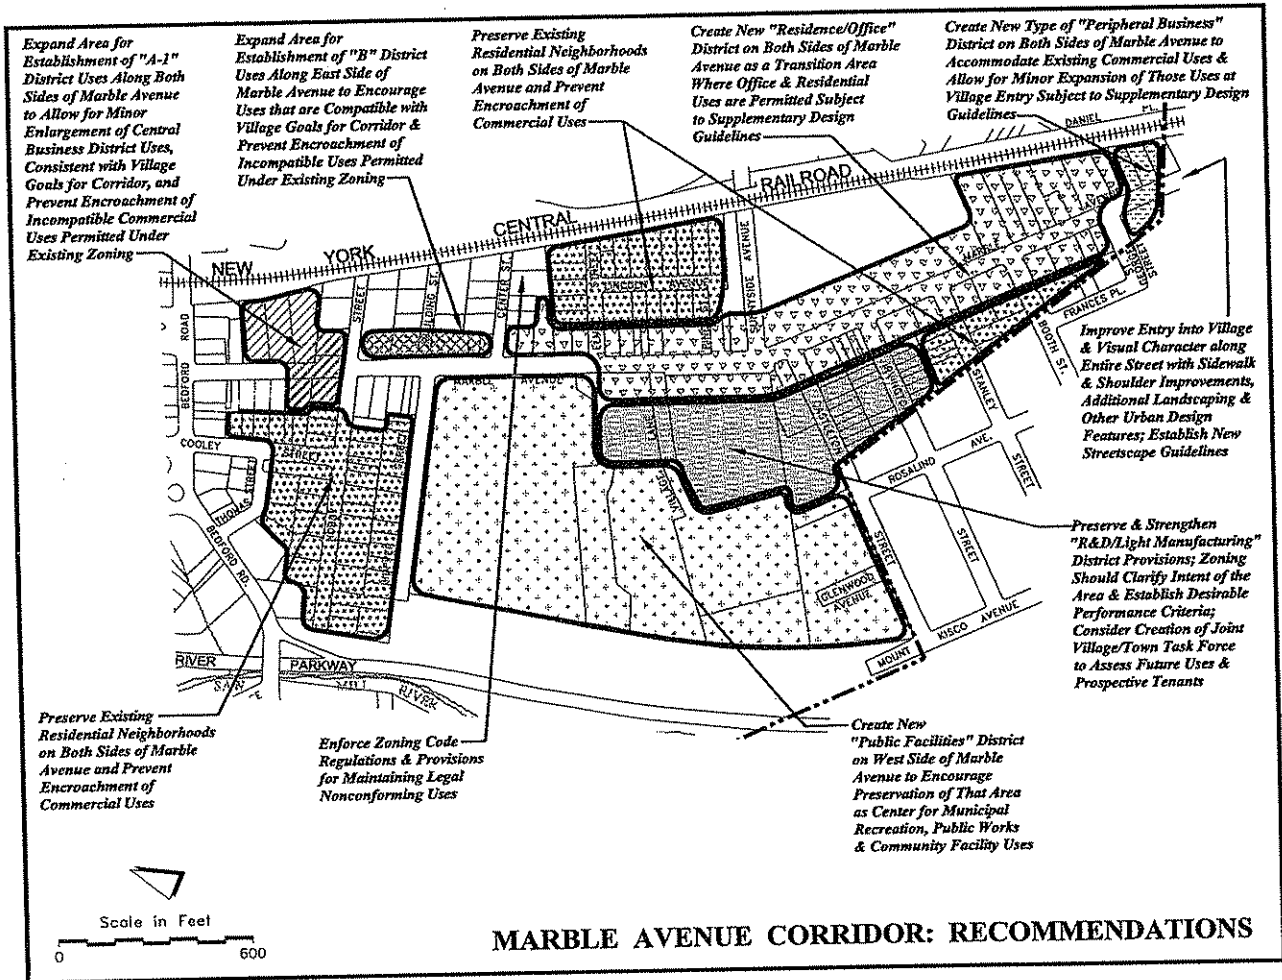 Expand Area for
Establishment of "A-1"
District Uses Along Both
Sides of Marble Avenue
to Allow for Minor
Enlargement of Central
Business District Uses,
Consistent with Village
Goals for Corridor, and
Prevent Encroachment of
Incompatible Commercial
Uses Permitted Under
Existing Zoning
Expand Area for
Establishment of "B" District
Uses Along East Side of
Marble Avenue to Encourage
Uses that are Compatible with
Village Goals for Corridor &
Prevent Encroachment of
Incompatible Uses Permitted
Under Existing Zoning
Preserve Existing
Residential Neighborhoods
on Both Sides of Marble
Avenue and Prevent
Encroachment of
Commercial Uses
Create New "Residence/Office"
District on Both Sides of Marble
Avenue as a Transition Area
Where Office & Residential
Uses are Permitted Subject
to Supplementary Design
Guidelines
Create New Type of "Peripheral Business"
District on Both Sides of Marble Avenue to
Accommodate Existing Commercial Uses &
Allow for Minor Expansion of Those Uses at
Village Entry Subject to Supplementary Design
Guidelines
DANIEL PL.
NEW YORK CENTRAL RAILROAD
BEDFORD ROAD
STREET
CENTER ST.
STREET
LINCOLN AVENUE
SUNNYSIDE AVENUE
MARBLE AVENUE
FRANCES PL.
BOOTH ST.
STANLEY
STREET
ROSALIND AVE.
STREET
STREET
GLENWOOD
AVENUE
MOUNT KISCO AVENUE
COOLEY STREET
THOMAS STREET
BEDFORD RD.
RIVER PARKWAY
MILL RIVER
Improve Entry into Village
& Visual Character along
Entire Street with Sidewalk
& Shoulder Improvements,
Additional Landscaping &
Other Urban Design
Features; Establish New
Streetscape Guidelines
Preserve & Strengthen
"R&D/Light Manufacturing"
District Provisions; Zoning
Should Clarify Intent of the
Area & Establish Desirable
Performance Criteria;
Consider Creation of Joint
Village/Town Task Force
to Assess Future Uses &
Prospective Tenants
Preserve Existing
Residential Neighborhoods
on Both Sides of Marble
Avenue and Prevent
Encroachment of
Commercial Uses
Enforce Zoning Code
Regulations & Provisions
for Maintaining Legal
Nonconforming Uses
Create New
"Public Facilities" District
on West Side of Marble
Avenue to Encourage
Preservation of That Area
as Center for Municipal
Recreation, Public Works
& Community Facility Uses
Scale in Feet
0 600
MARBLE AVENUE CORRIDOR: RECOMMENDATIONS